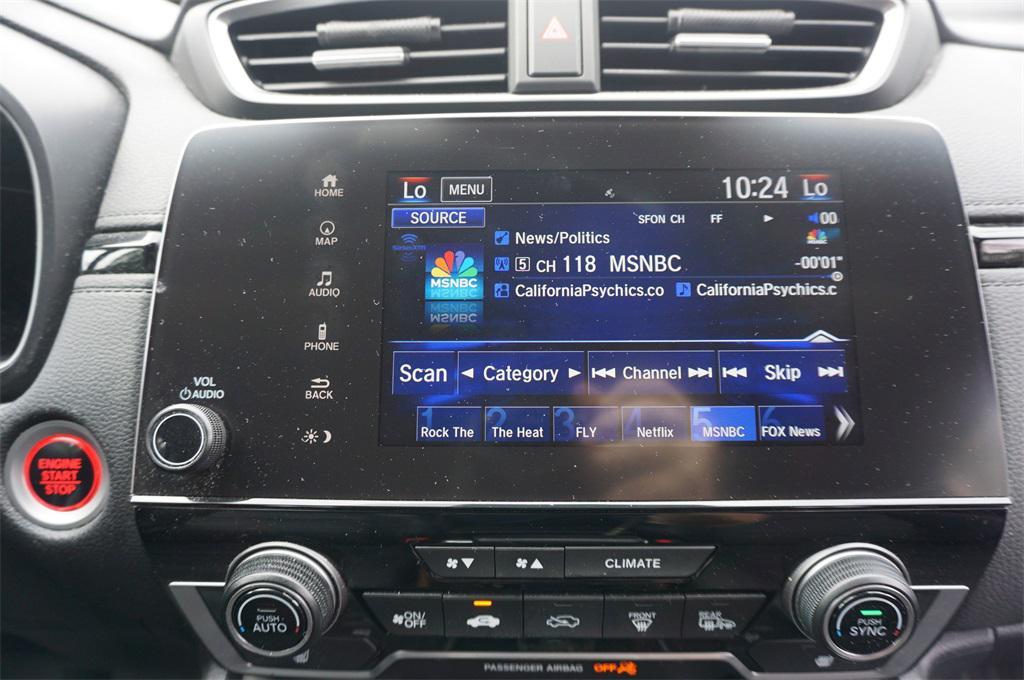 HOME
MAP
AUDIO
PHONE
BACK
VOL
AUDIO
ENGINE
START
STOP
Lo MENU 10:24 Lo
SOURCE SFON CH FF 00
SiriusXM News/Politics MSNBC
MSNBC 5 CH 118 MSNBC -00'01"
CaliforniaPsychics.co CaliforniaPsychics.c
Scan Category Channel Skip
1 Rock The 2 The Heat 3 FLY 4 Netflix 5 MSNBC 6 FOX News
CLIMATE
PUSH
AUTO
ON/
OFF
FRONT
REAR
PUSH
SYNC
PASSENGER AIRBAG OFF